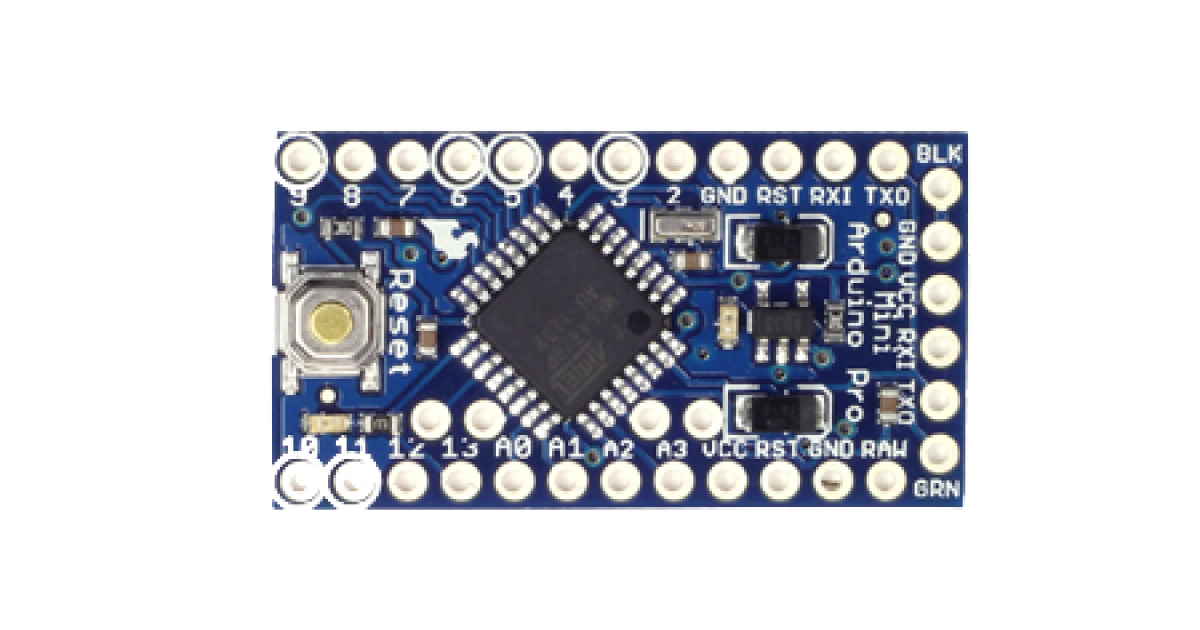 BLK
9 8 7 6 5 4 3 2 GND RST RXI TXO
GND VCC RXI TXO
Arduino
Mini
Pro
Reset
ATMEL
10 11 12 13 A0 A1 A2 A3 VCC RST GND RAW
GRN